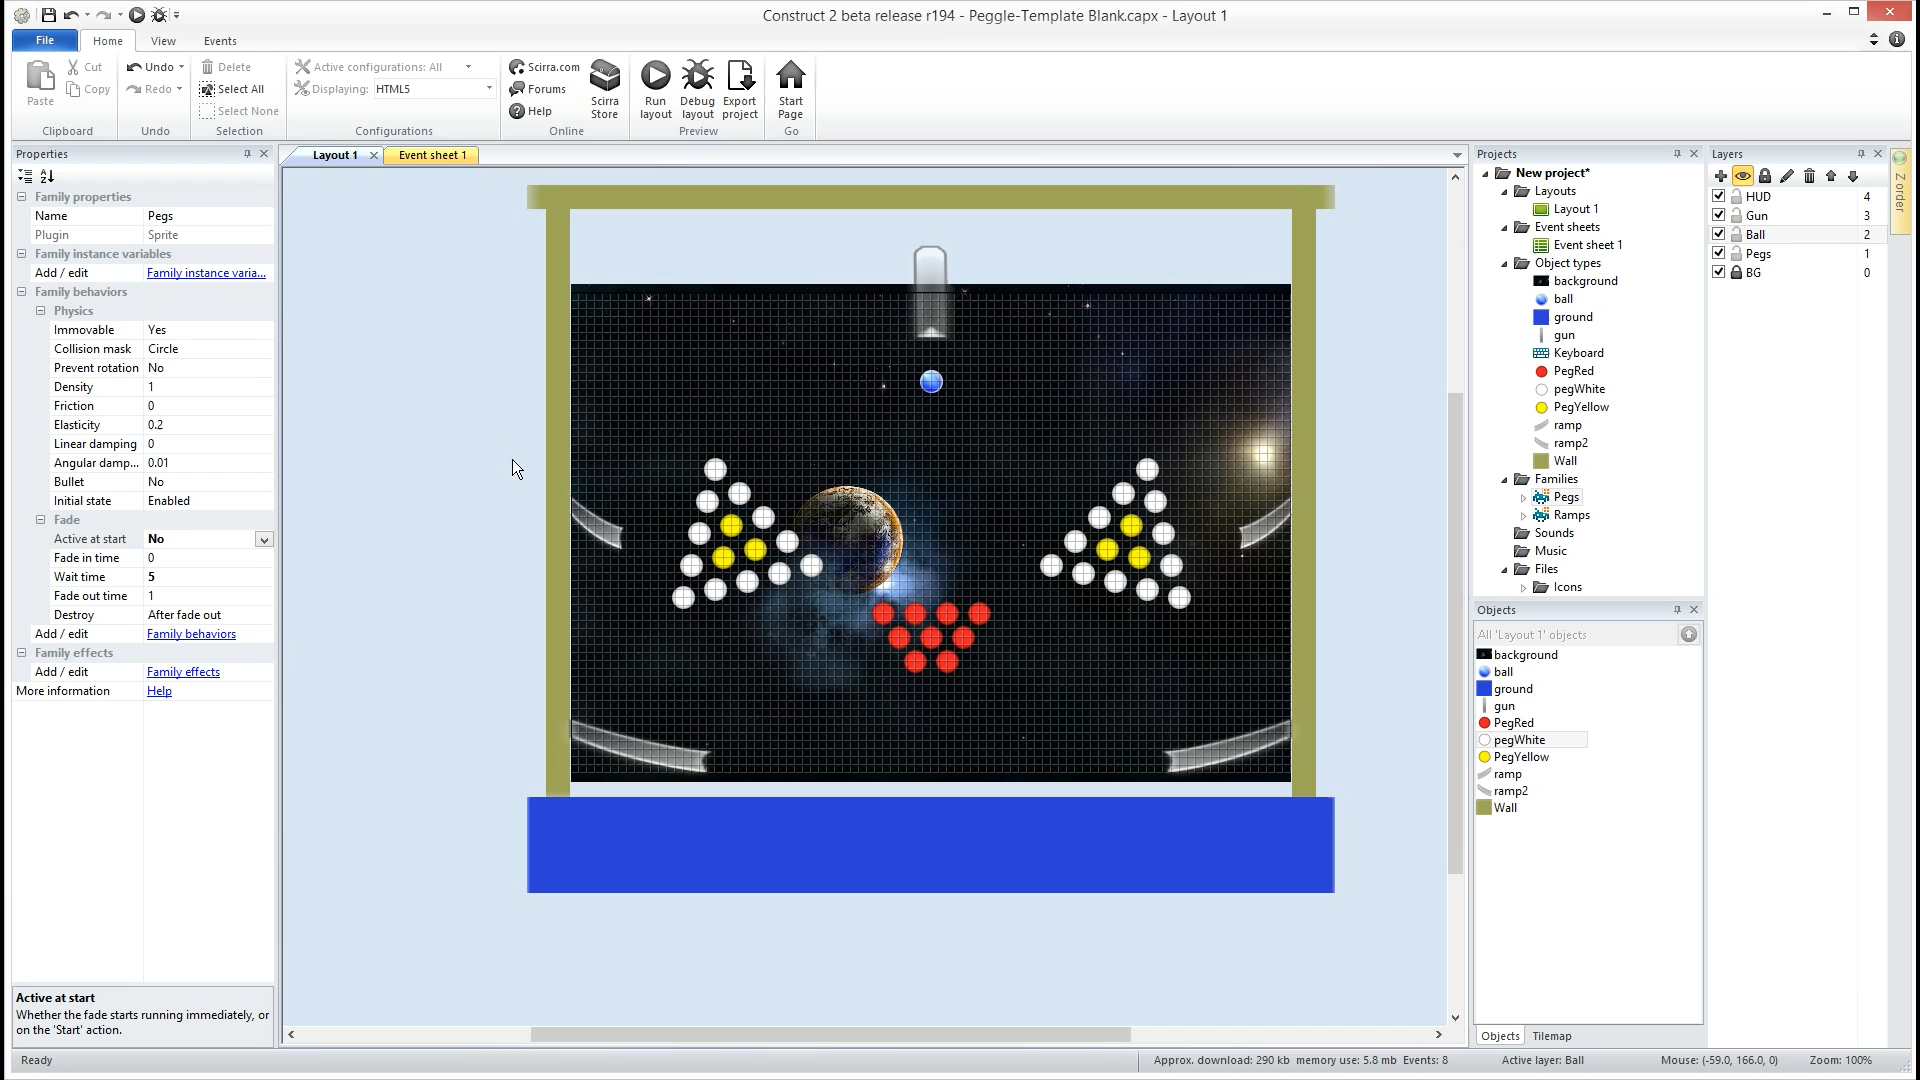 Construct 2 beta release r194 - Peggle-Template Blank.capx - Layout 1
File
Home
View
Events
Paste
Cut
Copy
Clipboard
Undo
Redo
Undo
Delete
Select All
Select None
Selection
Active configurations: All
Displaying: HTML5
Configurations
Scirra.com
Forums
Help
Scirra Store
Online
Run layout
Debug layout
Export project
Preview
Start Page
Go
Properties
Family properties
Name Pegs
Plugin Sprite
Family instance variables
Add / edit Family instance varia...
Family behaviors
Physics
Immovable Yes
Collision mask Circle
Prevent rotation No
Density 1
Friction 0
Elasticity 0.2
Linear damping 0
Angular damp... 0.01
Bullet No
Initial state Enabled
Fade
Active at start No
Fade in time 0
Wait time 5
Fade out time 1
Destroy After fade out
Add / edit Family behaviors
Family effects
Add / edit Family effects
More information Help
Active at start
Whether the fade starts running immediately, or
on the 'Start' action.
Layout 1
Event sheet 1
Projects
New project*
Layouts
Layout 1
Event sheets
Event sheet 1
Object types
background
ball
ground
gun
Keyboard
PegRed
pegWhite
PegYellow
ramp
ramp2
Wall
Families
Pegs
Ramps
Sounds
Music
Files
Icons
Objects
All 'Layout 1' objects
background
ball
ground
gun
PegRed
pegWhite
PegYellow
ramp
ramp2
Wall
Objects
Tilemap
Layers
HUD 4
Gun 3
Ball 2
Pegs 1
BG 0
Z order
Ready
Approx. download: 290 kb memory use: 5.8 mb Events: 8
Active layer: Ball
Mouse: (-59.0, 166.0, 0)
Zoom: 100%